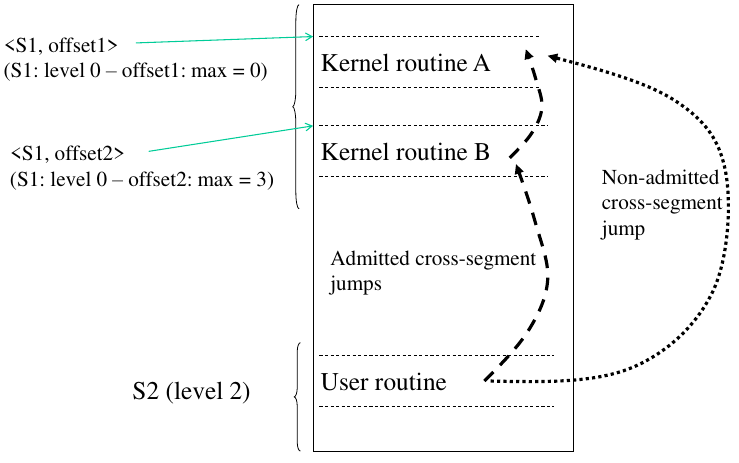 <S1, offset1>
(S1: level 0 – offset1: max = 0)
Kernel routine A
<S1, offset2>
(S1: level 0 – offset2: max = 3)
Kernel routine B
Non-admitted
cross-segment
jump
Admitted cross-segment
jumps
S2 (level 2)
User routine